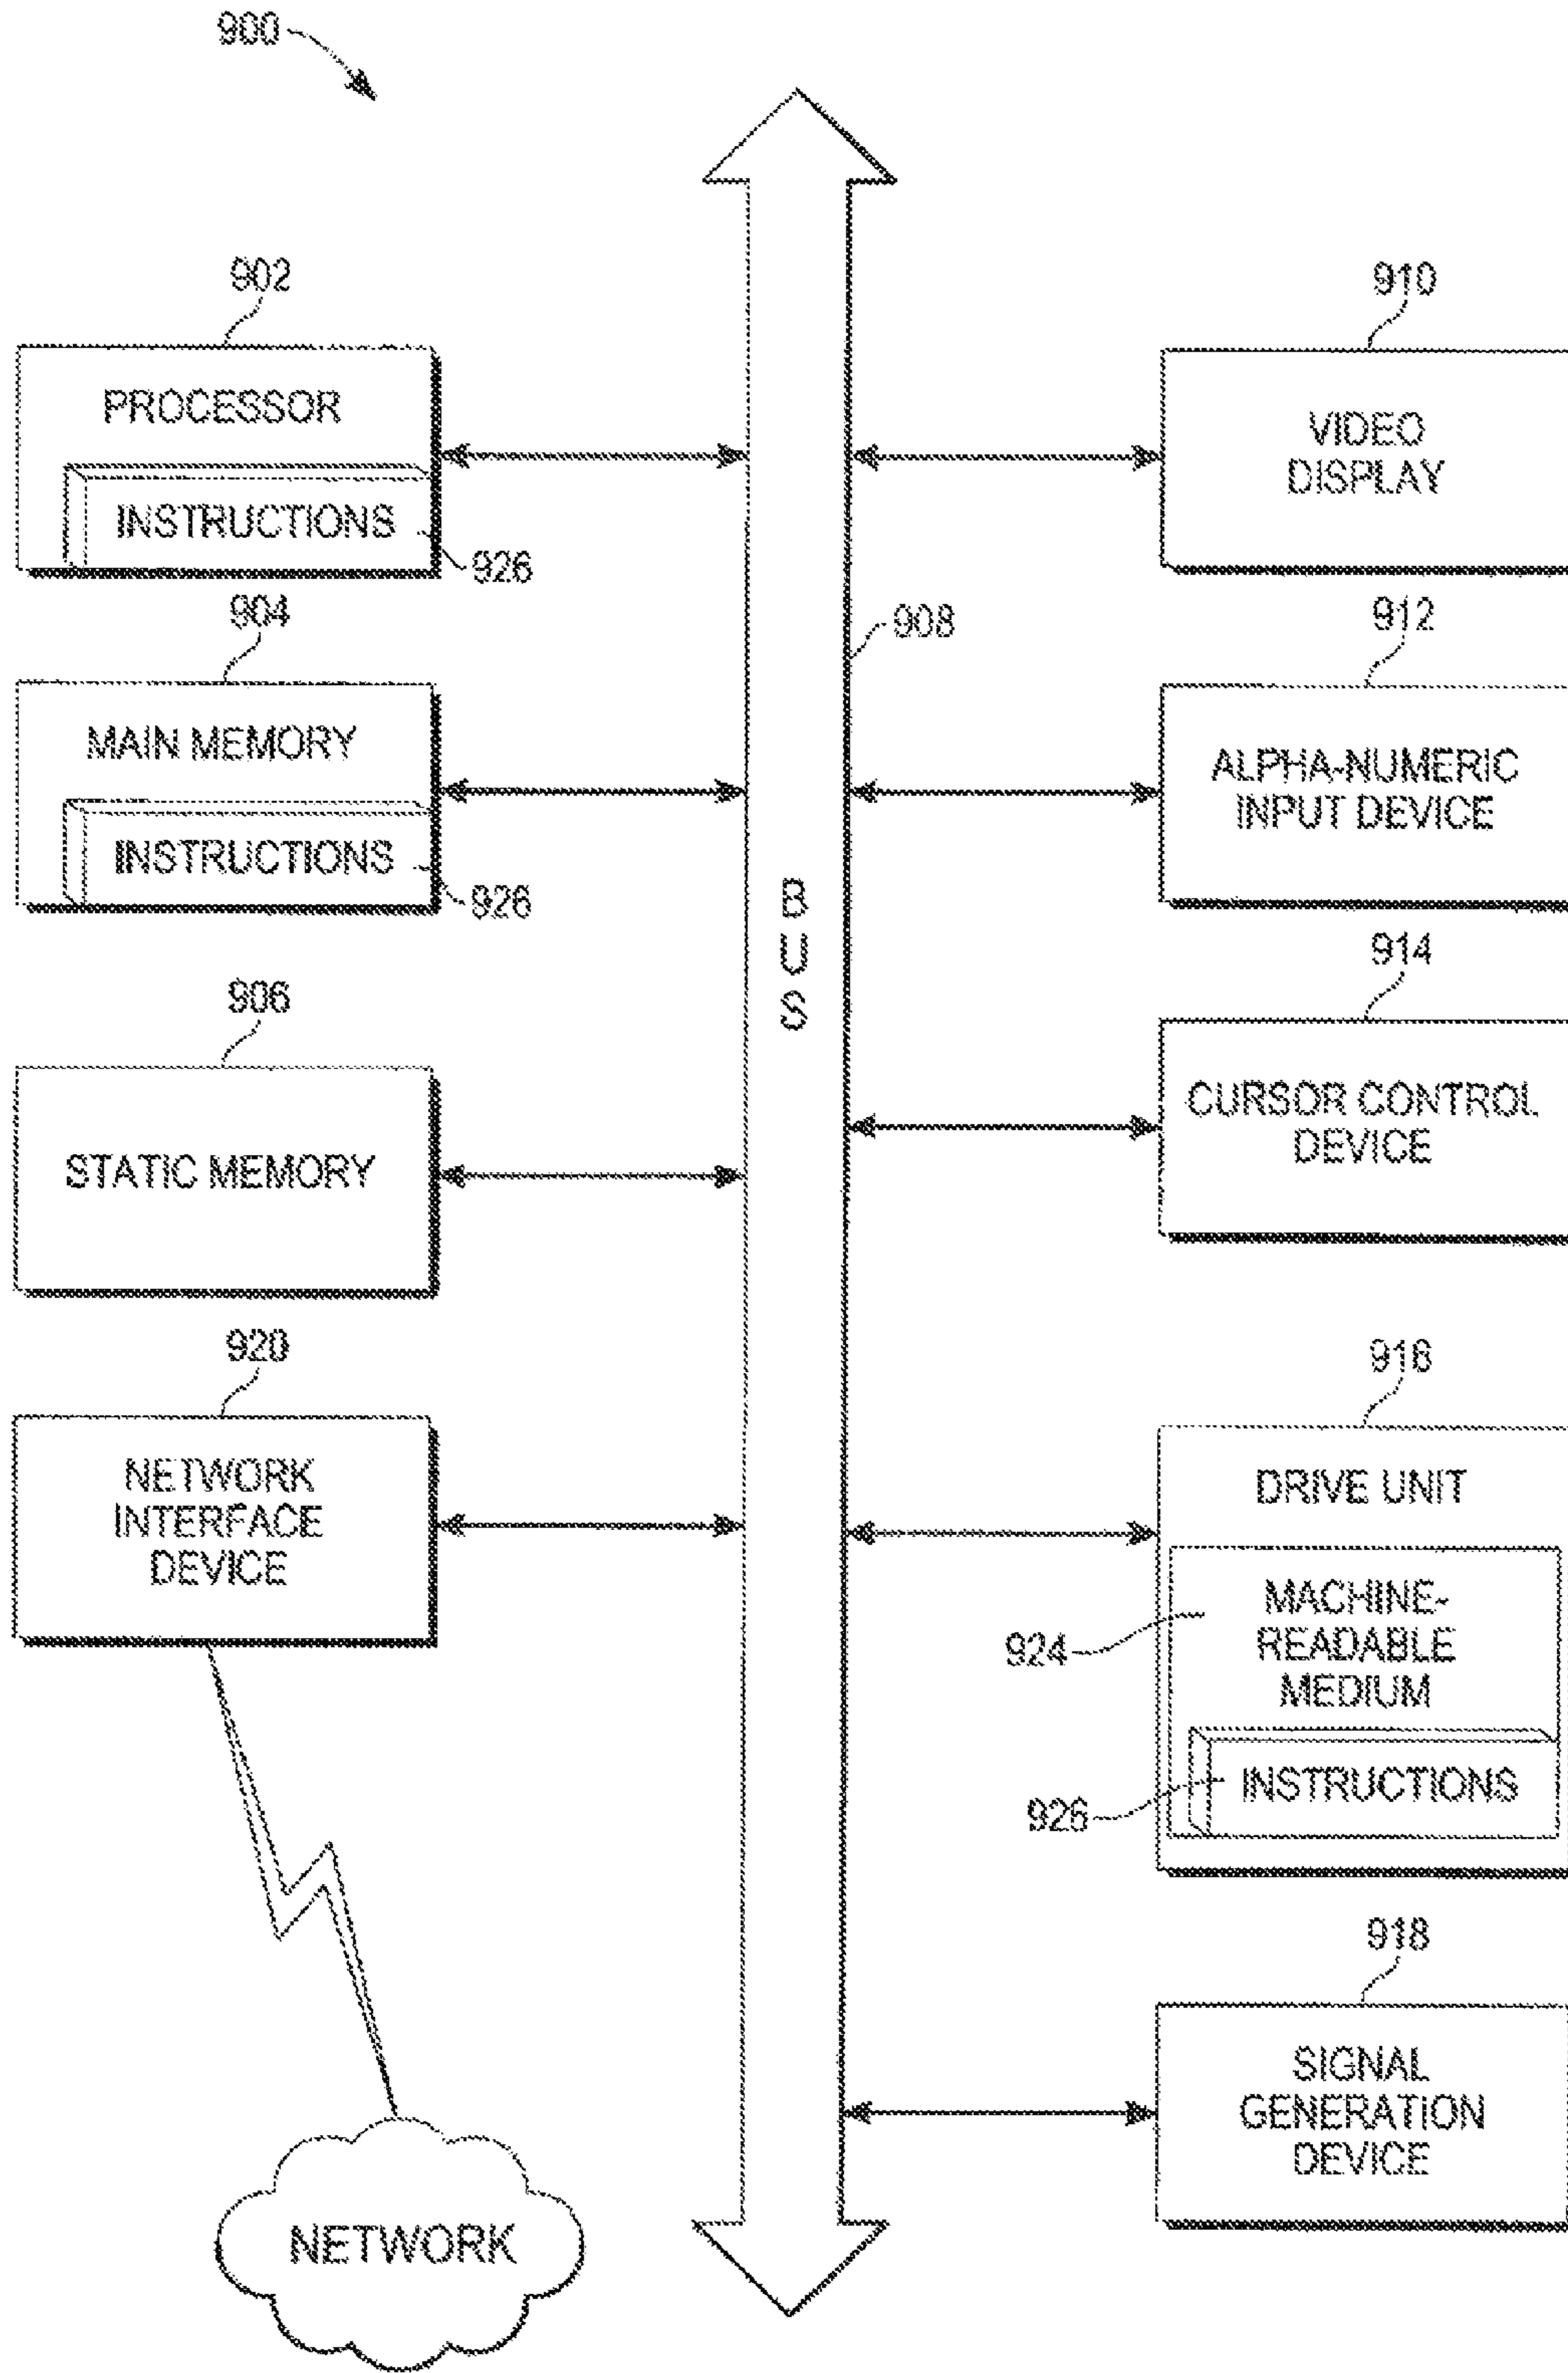 900
902
PROCESSOR
INSTRUCTIONS
926
904
MAIN MEMORY
INSTRUCTIONS
926
906
STATIC MEMORY
920
NETWORK
INTERFACE
DEVICE
NETWORK
908
B
U
S
910
VIDEO
DISPLAY
912
ALPHA-NUMERIC
INPUT DEVICE
914
CURSOR CONTROL
DEVICE
916
DRIVE UNIT
924
MACHINE-
READABLE
MEDIUM
926
INSTRUCTIONS
918
SIGNAL
GENERATION
DEVICE